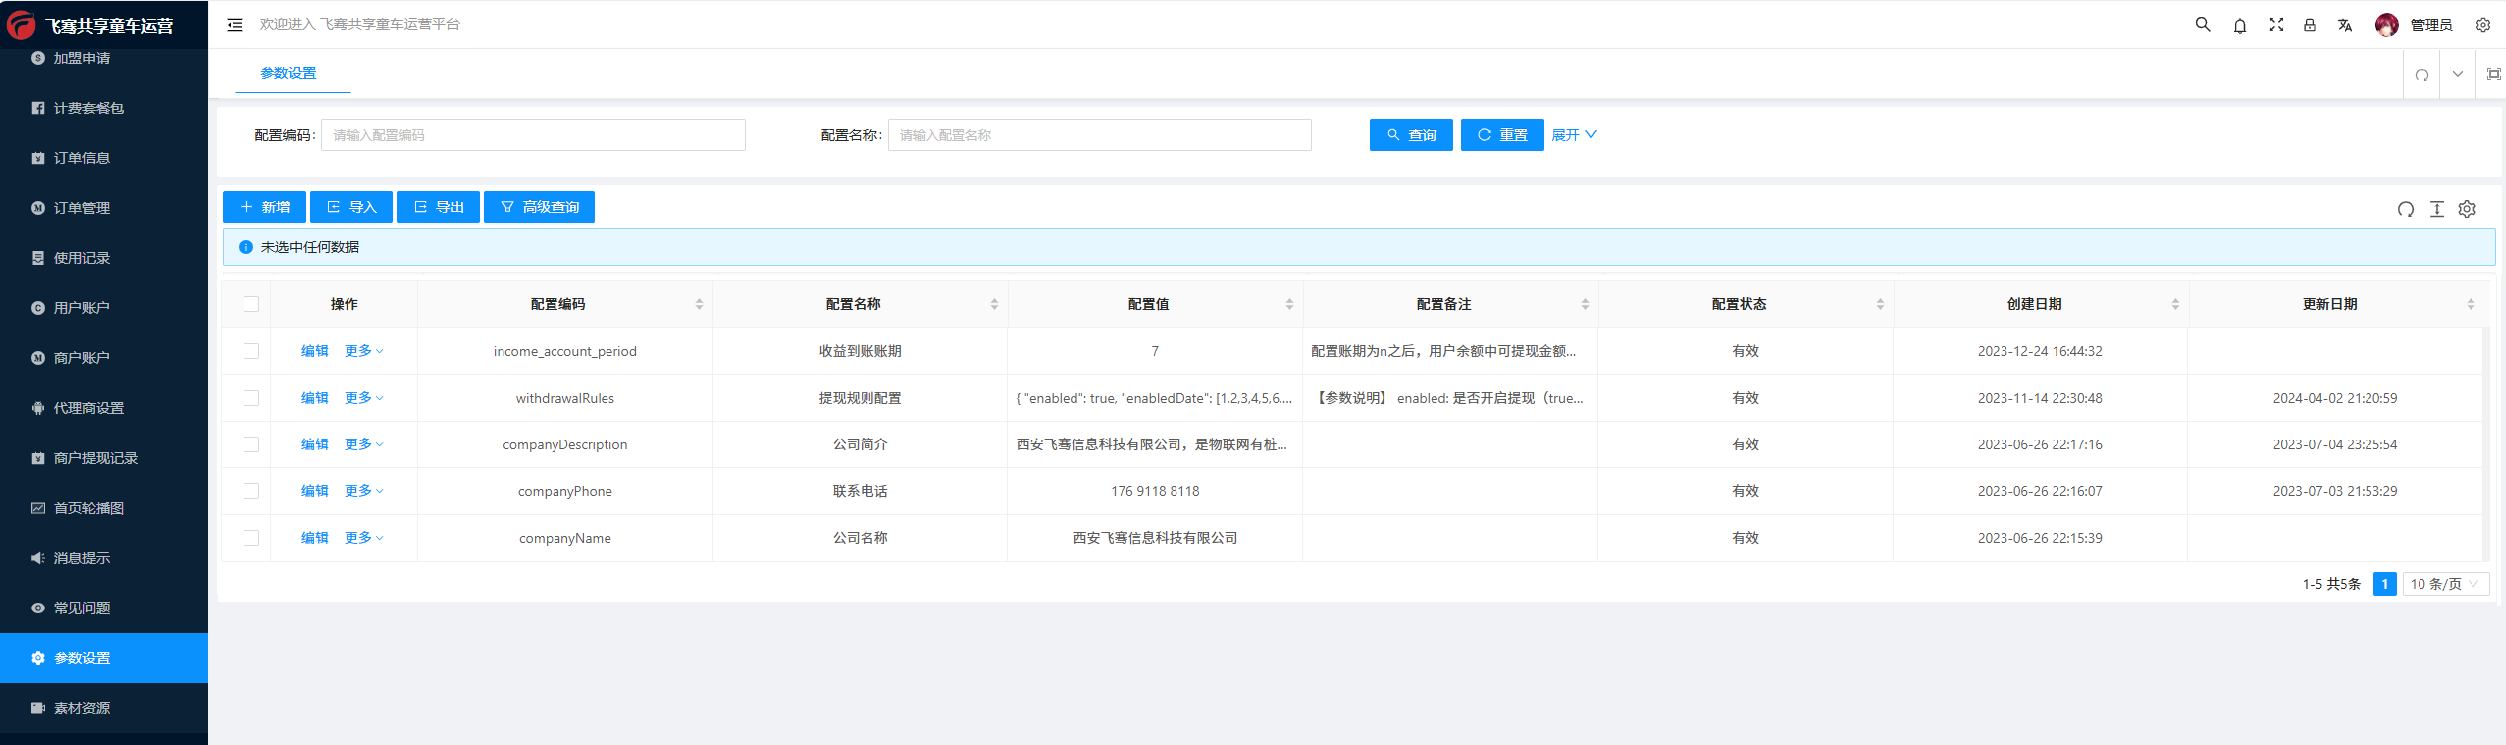 飞骞共享童车运营
欢迎进入 飞骞共享童车运营平台
管理员
加盟申请
计费套餐包
订单信息
订单管理
使用记录
用户账户
商户账户
代理商设置
商户提现记录
首页轮播图
消息提示
常见问题
参数设置
素材资源
参数设置
配置编码: 请输入配置编码
配置名称: 请输入配置名称
查询
重置
展开
新增
导入
导出
高级查询
未选中任何数据
操作 配置编码 配置名称 配置值 配置备注 配置状态 创建日期 更新日期
编辑 更多 income_account_period 收益到账账期 7 配置账期为n之后，用户余额中可提现金额... 有效 2023-12-24 16:44:32
编辑 更多 withdrawalRules 提现规则配置 { "enabled": true, "enabledDate": [1,2,3,4,5,6,... 【参数说明】 enabled: 是否开启提现（true... 有效 2023-11-14 22:30:48 2024-04-02 21:20:59
编辑 更多 companyDescription 公司简介 西安飞骞信息科技有限公司，是物联网有桩... 有效 2023-06-26 22:17:16 2023-07-04 23:25:54
编辑 更多 companyPhone 联系电话 176 9118 8118 有效 2023-06-26 22:16:07 2023-07-03 21:53:29
编辑 更多 companyName 公司名称 西安飞骞信息科技有限公司 有效 2023-06-26 22:15:39
1-5 共5条 1 10 条/页